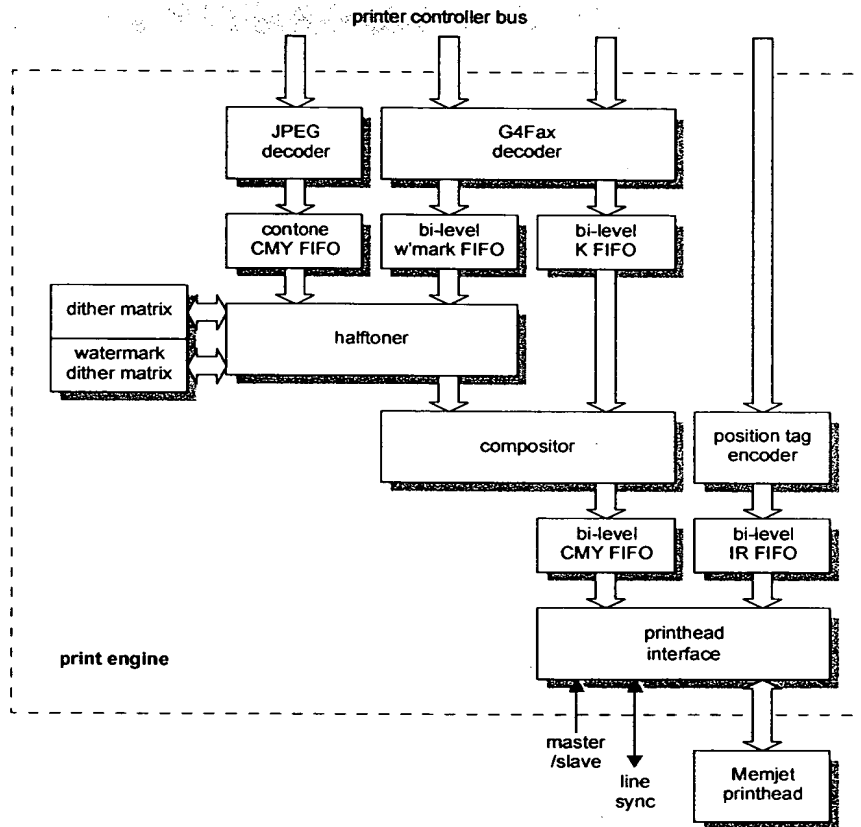 printer controller bus
JPEG
decoder
G4Fax
decoder
contone
CMY FIFO
bi-level
w'mark FIFO
bi-level
K FIFO
dither matrix
watermark
dither matrix
halftoner
compositor
position tag
encoder
bi-level
CMY FIFO
bi-level
IR FIFO
printhead
interface
print engine
master
/slave
line
sync
Memjet
printhead